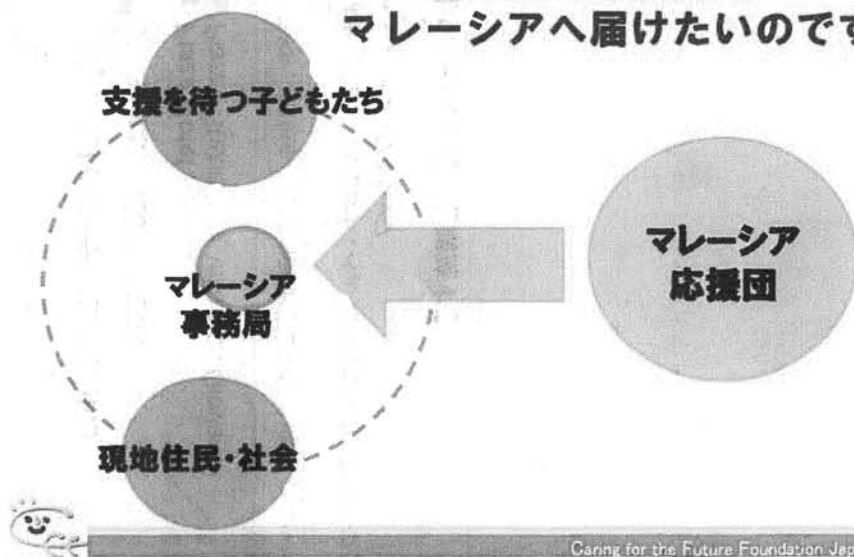 マレーシアへ届けたいのです
支援を待つ子どもたち
マレーシア
事務局
マレーシア
応援団
現地住民・社会
Caring for the Future Foundation Jap